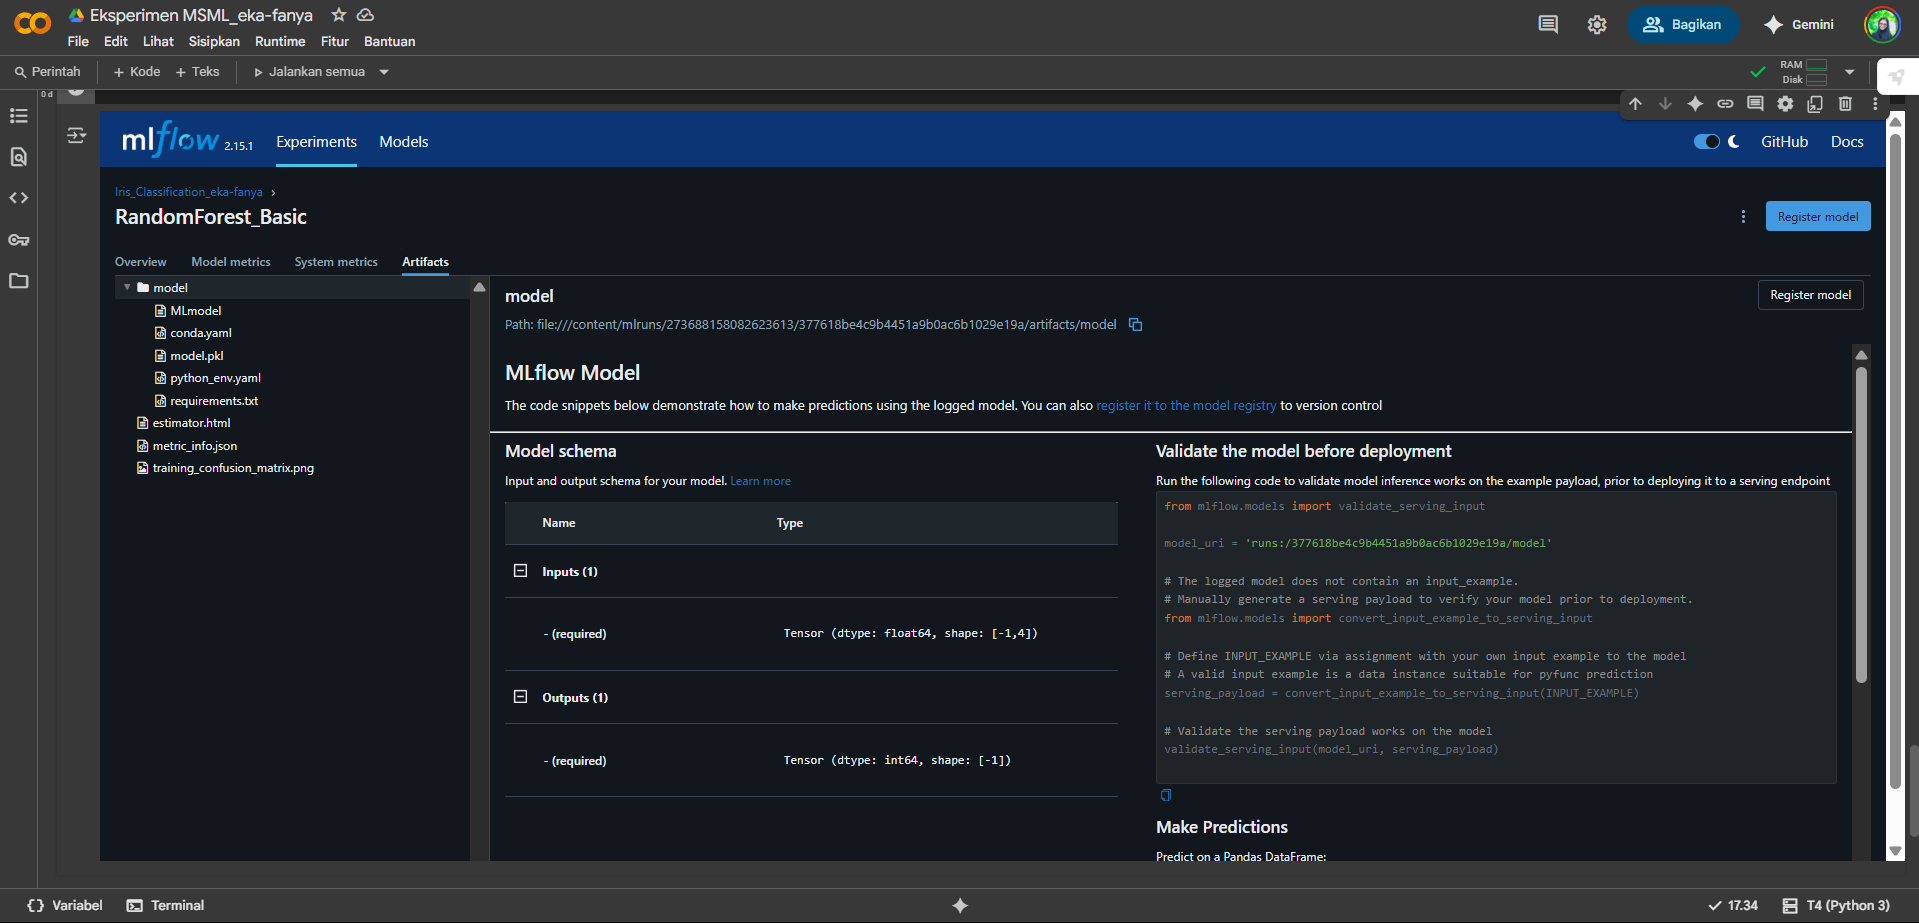 Eksperimen MSML_eka-fanya
File Edit Lihat Sisipkan Runtime Fitur Bantuan
Bagikan
Gemini
Perintah
+ Kode + Teks
Jalankan semua
RAM
Disk
0 d
mlflow 2.15.1
Experiments
Models
GitHub
Docs
Iris_Classification_eka-fanya
RandomForest_Basic
Register model
Overview
Model metrics
System metrics
Artifacts
model
MLmodel
conda.yaml
model.pkl
python_env.yaml
requirements.txt
estimator.html
metric_info.json
training_confusion_matrix.png
model
Register model
Path: file:///content/mlruns/273688158082623613/377618be4c9b4451a9b0ac6b1029e19a/artifacts/model
MLflow Model
The code snippets below demonstrate how to make predictions using the logged model. You can also register it to the model registry to version control
Model schema
Input and output schema for your model. Learn more
Name Type
Inputs (1)
- (required) Tensor (dtype: float64, shape: [-1,4])
Outputs (1)
- (required) Tensor (dtype: int64, shape: [-1])
Validate the model before deployment
Run the following code to validate model inference works on the example payload, prior to deploying it to a serving endpoint
from mlflow.models import validate_serving_input
model_uri = 'runs:/377618be4c9b4451a9b0ac6b1029e19a/model'
# The logged model does not contain an input_example.
# Manually generate a serving payload to verify your model prior to deployment.
from mlflow.models import convert_input_example_to_serving_input
# Define INPUT_EXAMPLE via assignment with your own input example to the model
# A valid input example is a data instance suitable for pyfunc prediction
serving_payload = convert_input_example_to_serving_input(INPUT_EXAMPLE)
# Validate the serving payload works on the model
validate_serving_input(model_uri, serving_payload)
Make Predictions
Predict on a Pandas DataFrame:
Variabel
Terminal
17.34
T4 (Python 3)